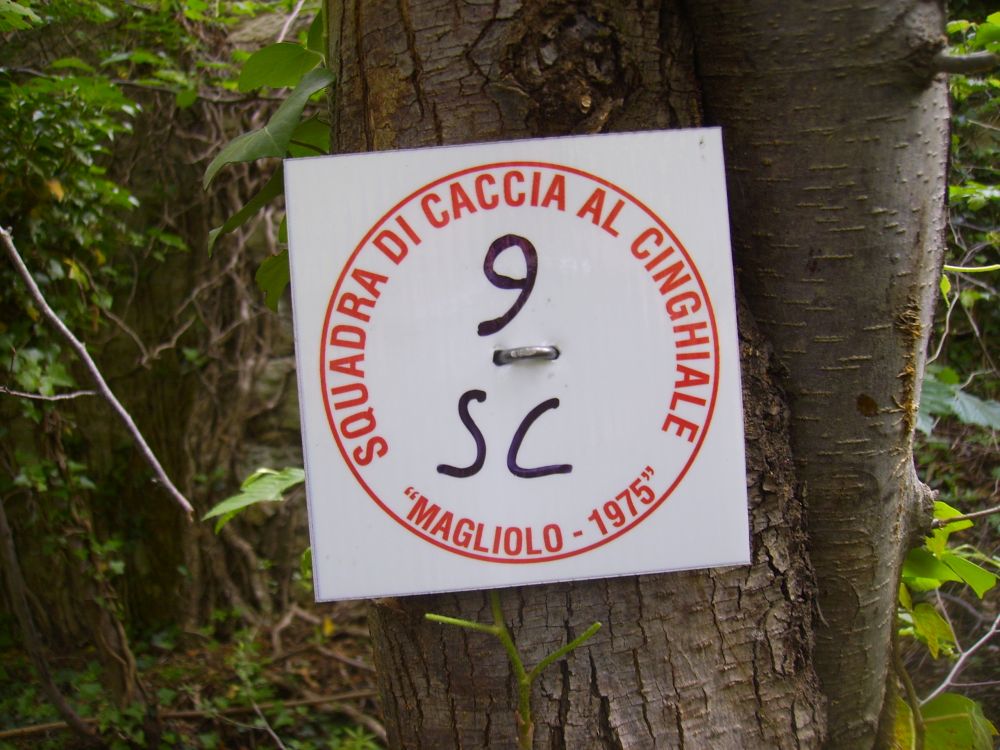 SQUADRA DI CACCIA AL CINGHIALE
9
SC
“MAGLIOLO - 1975”